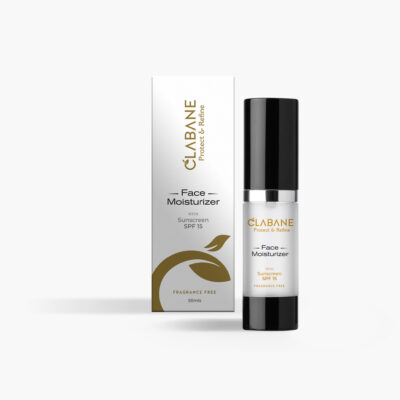 CLABANE
Protect & Refine
Face
Moisturizer
With
Sunscreen
SPF 15
FRAGRANCE FREE
CLABANE
Protect & Refine
Face
Moisturizer
With
Sunscreen
SPF 15
FRAGRANCE FREE